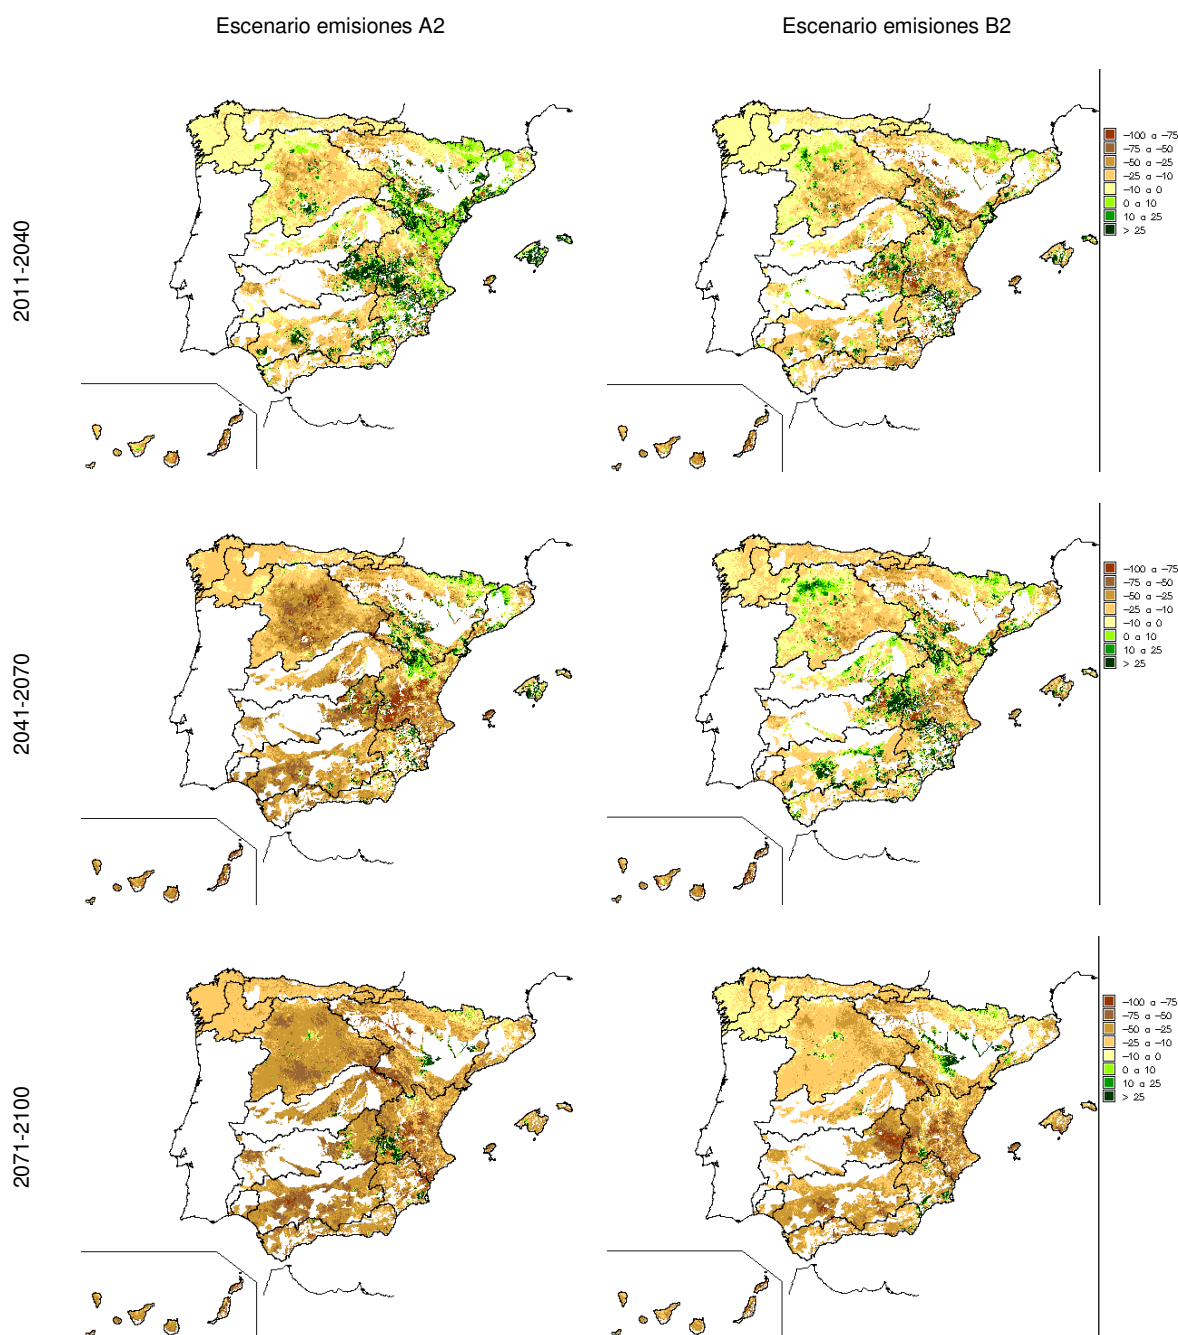 Escenario emisiones A2
Escenario emisiones B2
2011-2040
−100 a −75
−75 a −50
−50 a −25
−25 a −10
−10 a 0
0 a 10
10 a 25
> 25
2041-2070
−100 a −75
−75 a −50
−50 a −25
−25 a −10
−10 a 0
0 a 10
10 a 25
> 25
2071-2100
−100 a −75
−75 a −50
−50 a −25
−25 a −10
−10 a 0
0 a 10
10 a 25
> 25